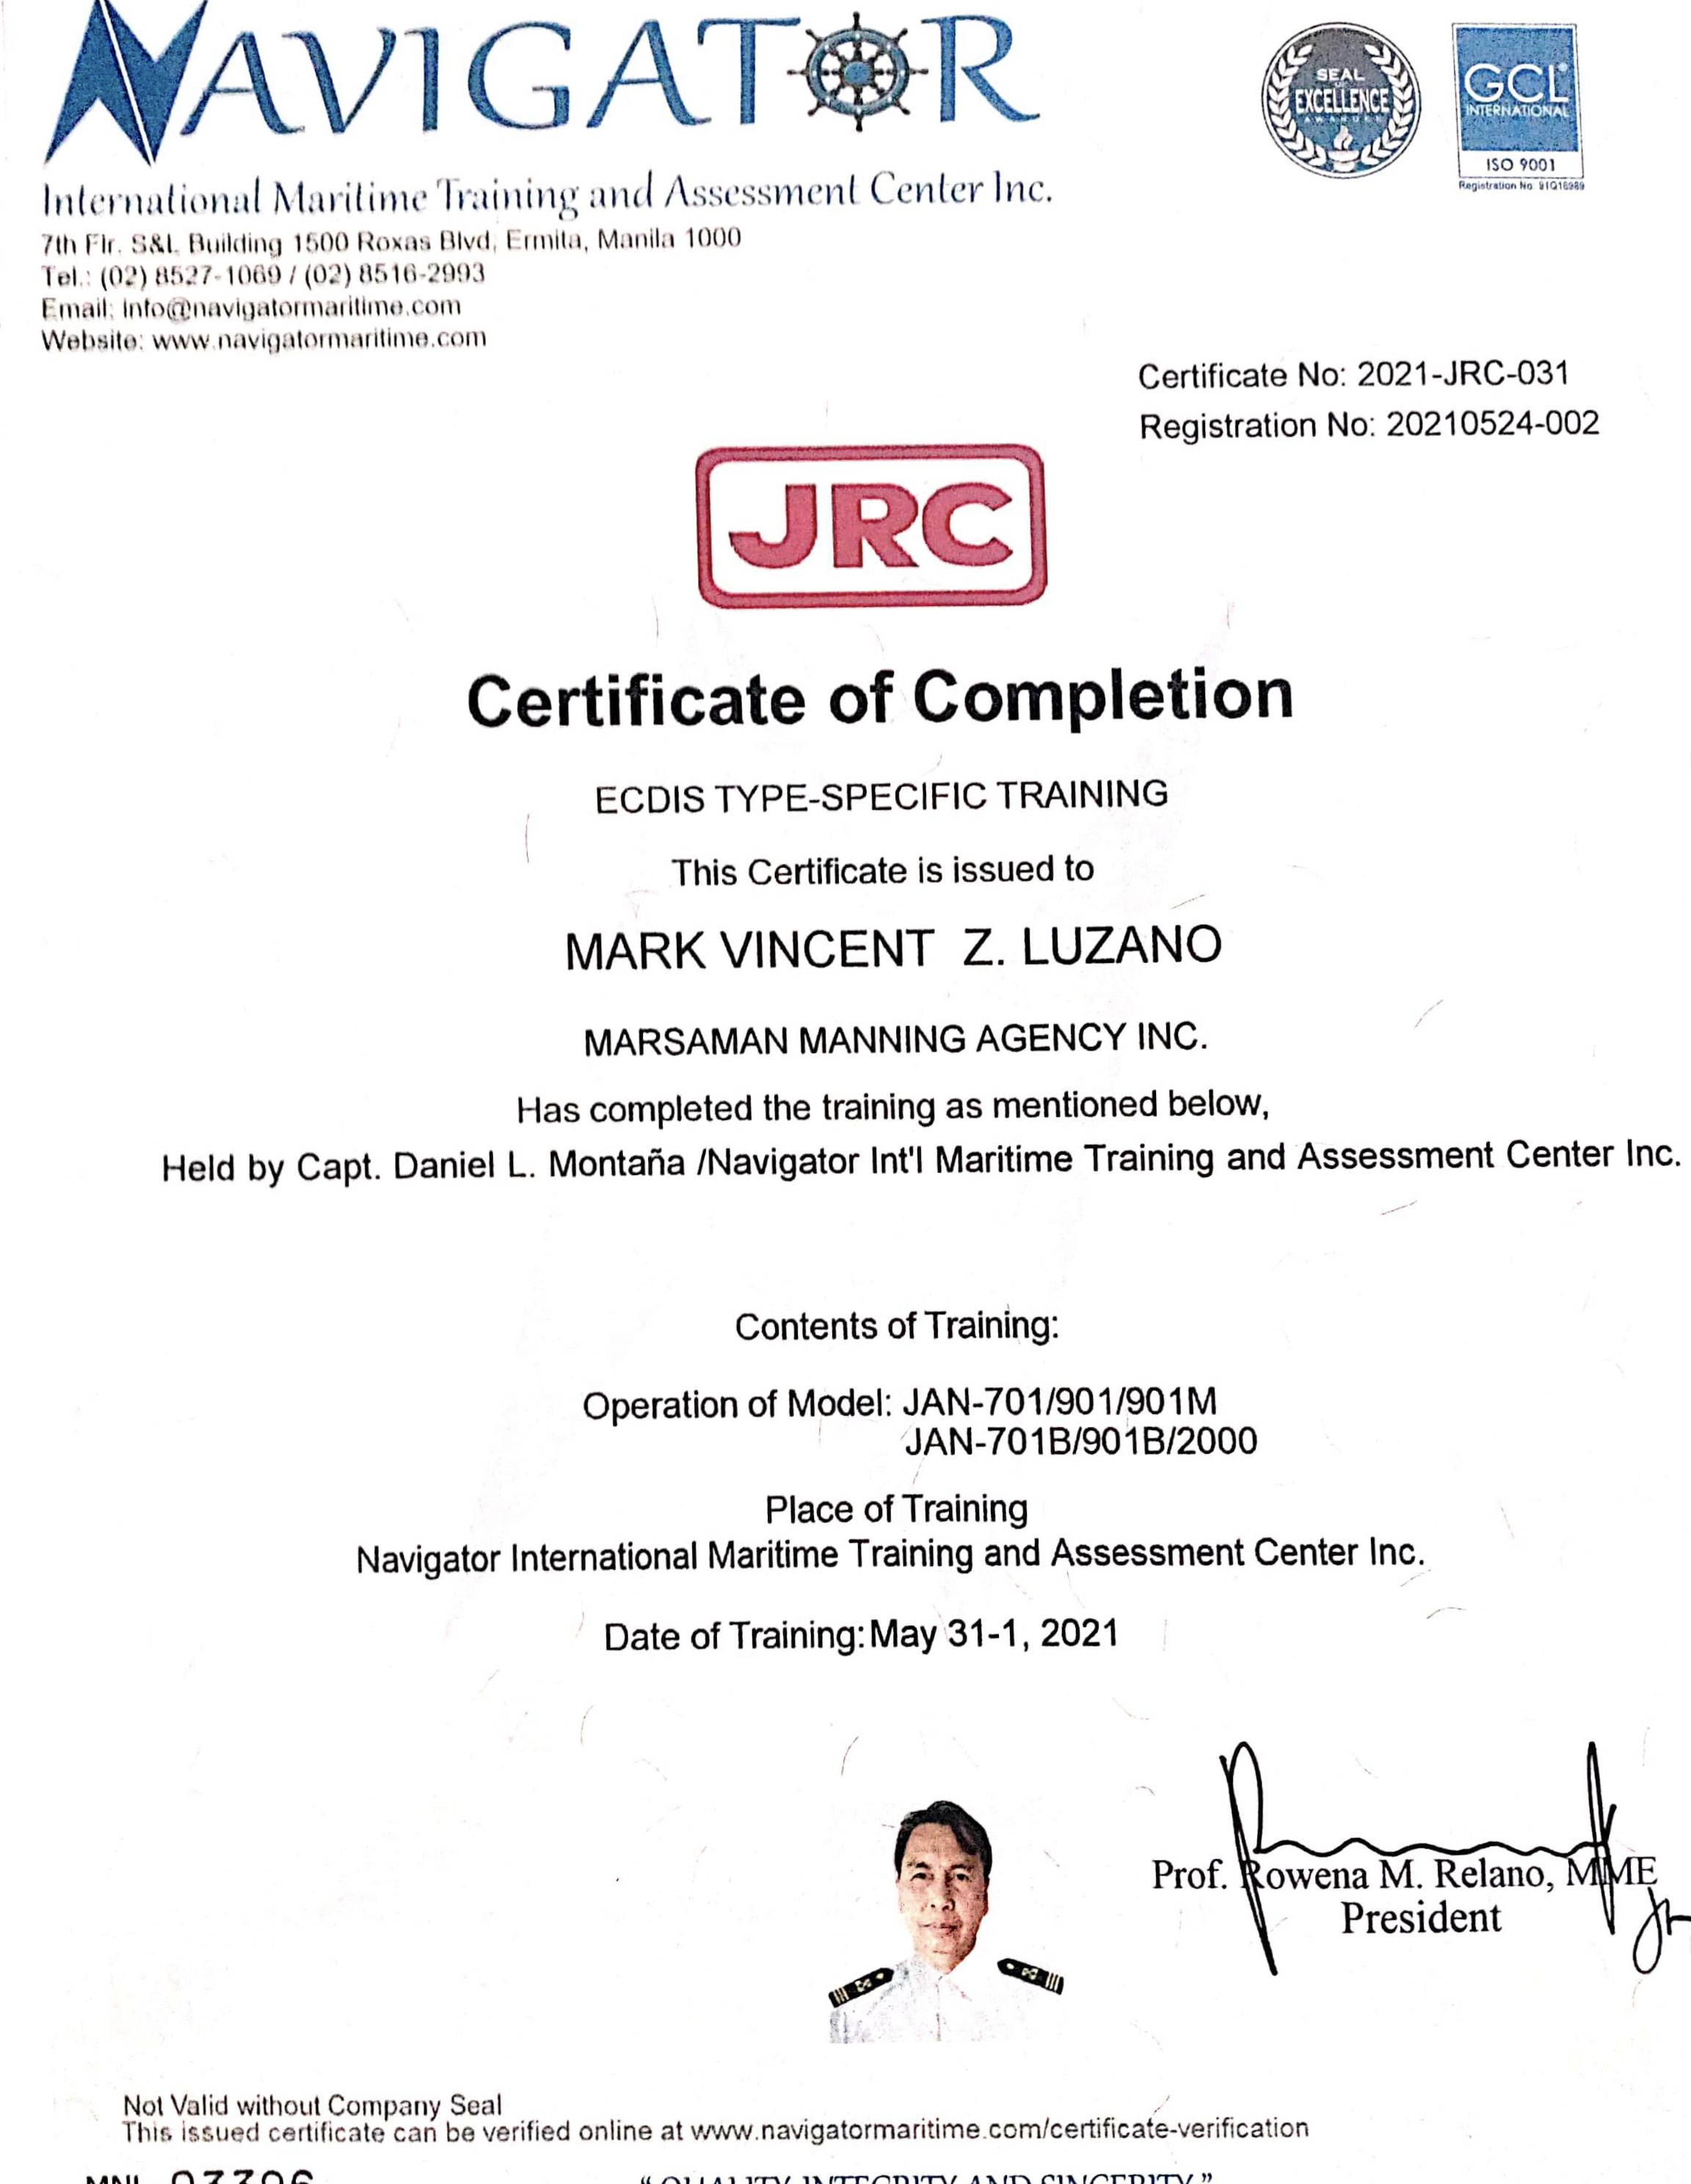 NAVIGATOR
International Maritime Training and Assessment Center Inc.
7th Flr. S&L Building 1500 Roxas Blvd, Ermita, Manila 1000
Tel.: (02) 8527-1069 / (02) 8516-2993
Email: Info@navigatormaritime.com
Website: www.navigatormaritime.com
SEAL
EXCELLENCE
AWARDEE
GCL®
INTERNATIONAL
ISO 9001
Registration No:
Certificate No: 2021-JRC-031
Registration No: 20210524-002
JRC
Certificate of Completion
ECDIS TYPE-SPECIFIC TRAINING
This Certificate is issued to
MARK VINCENT Z. LUZANO
MARSAMAN MANNING AGENCY INC.
Has completed the training as mentioned below,
Held by Capt. Daniel L. Montaña /Navigator Int'l Maritime Training and Assessment Center Inc.
Contents of Training:
Operation of Model: JAN-701/901/901M
JAN-701B/901B/2000
Place of Training
Navigator International Maritime Training and Assessment Center Inc.
Date of Training: May 31-1, 2021
Prof. Rowena M. Relano, MME
President
Not Valid without Company Seal
This issued certificate can be verified online at www.navigatormaritime.com/certificate-verification
MNL 03306
“ QUALITY, INTEGRITY AND SINCERITY ”